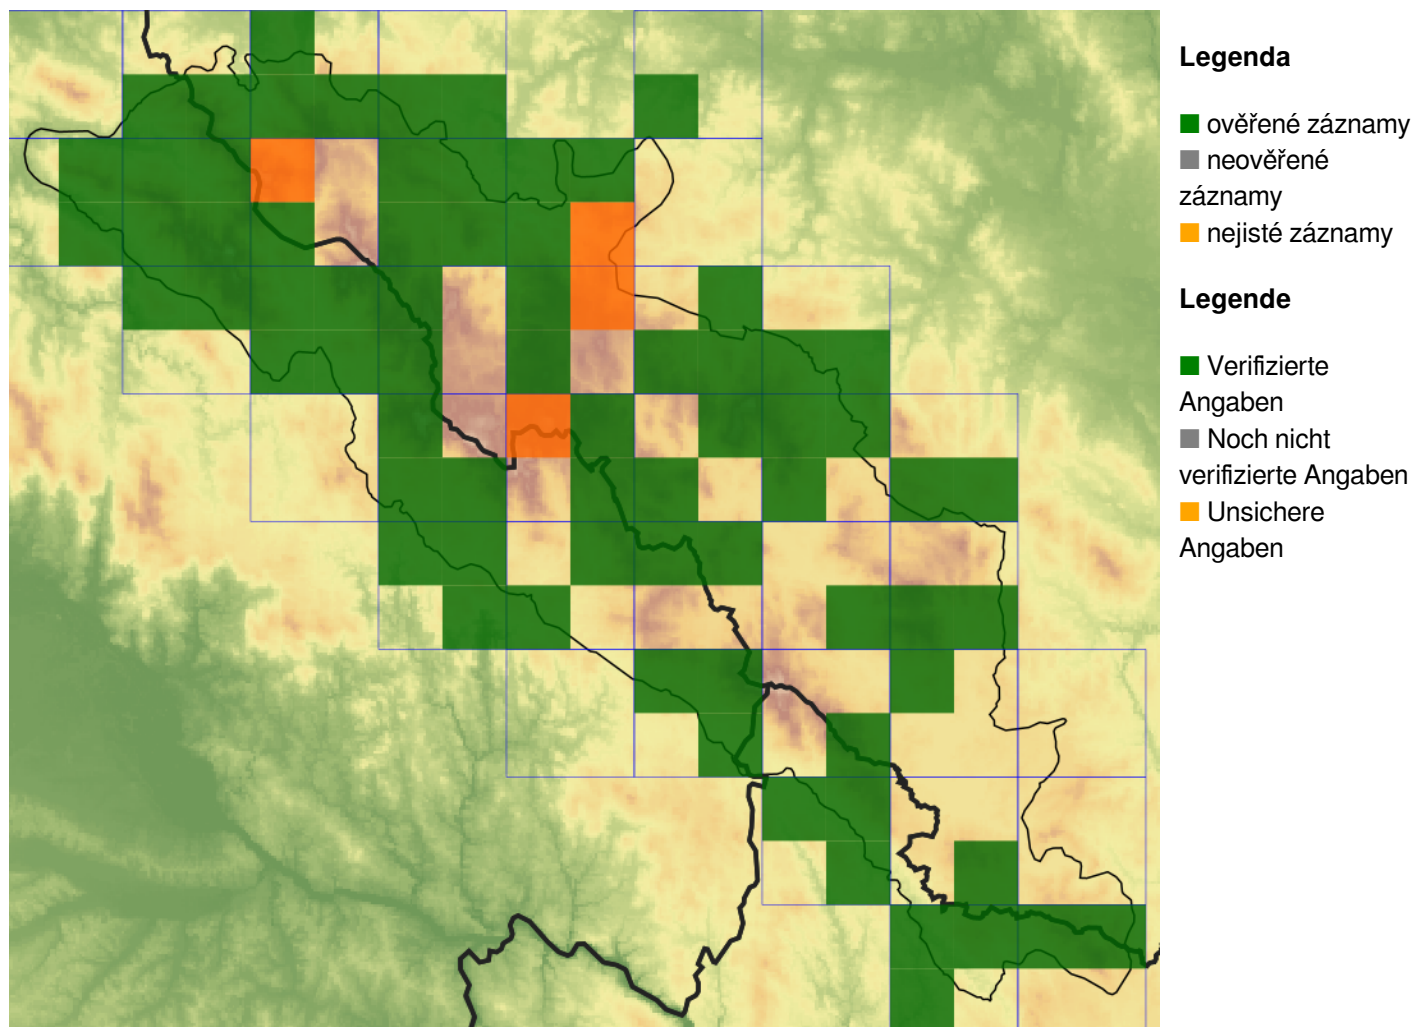 Legenda
ověřené záznamy
neověřené
záznamy
nejisté záznamy
Legende
Verifizierte
Angaben
Noch nicht
verifizierte Angaben
Unsichere
Angaben